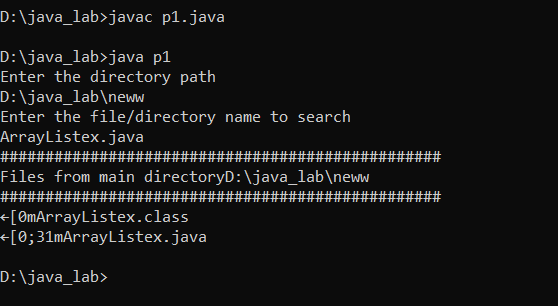 D:\java_lab>javac p1.java
D:\java_lab>java p1
Enter the directory path
D:\java_lab\neww
Enter the file/directory name to search
ArrayListex.java
#################################################
Files from main directoryD:\java_lab\neww
#################################################
←[0mArrayListex.class
←[0;31mArrayListex.java
D:\java_lab>